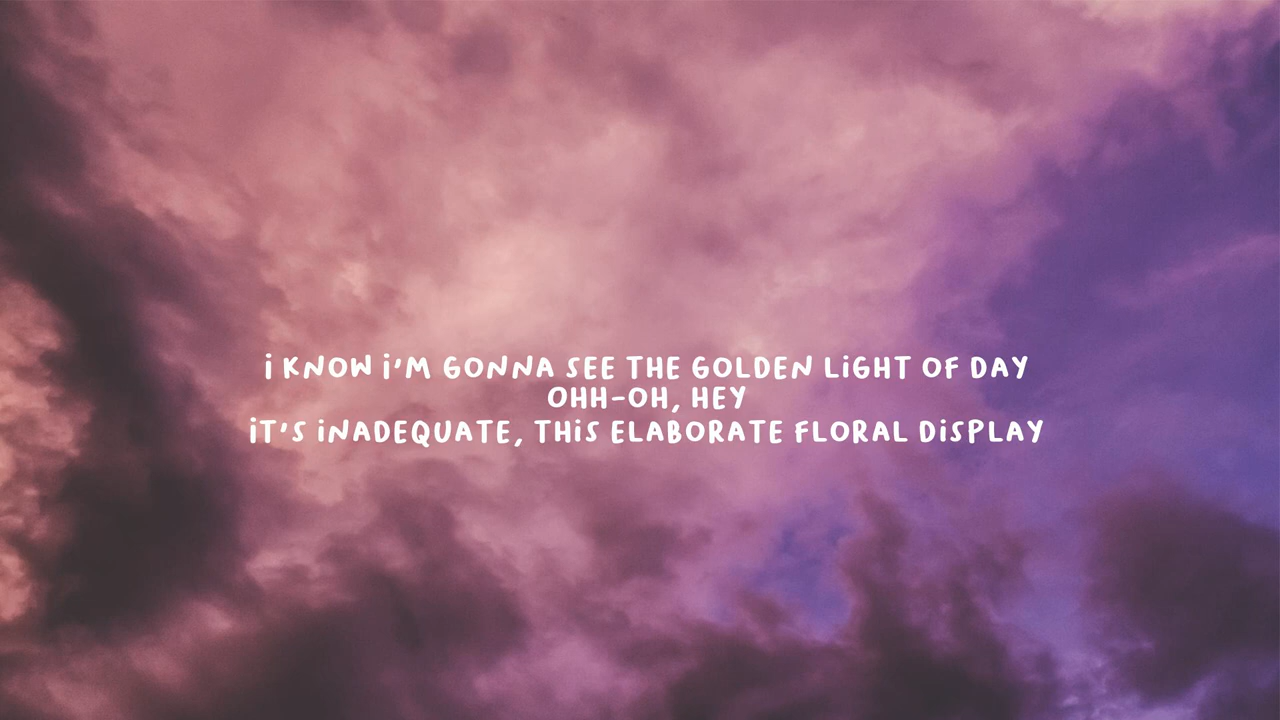 I KNOW I'M GONNA SEE THE GOLDEN LIGHT OF DAY
OHH-OH, HEY
IT'S INADEQUATE, THIS ELABORATE FLORAL DISPLAY